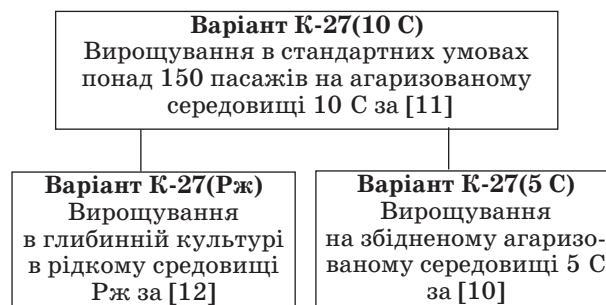 Варіант К-27(10 С)
Вирощування в стандартних умовах
понад 150 пасажів на агаризованому
середовищі 10 С за [11]
Варіант К-27(Рж)
Вирощування
в глибинній культурі
в рідкому средовищі
Рж за [12]
Варіант К-27(5 С)
Вирощування
на збідненому агаризо-
ваному середовищі 5 С
за [10]